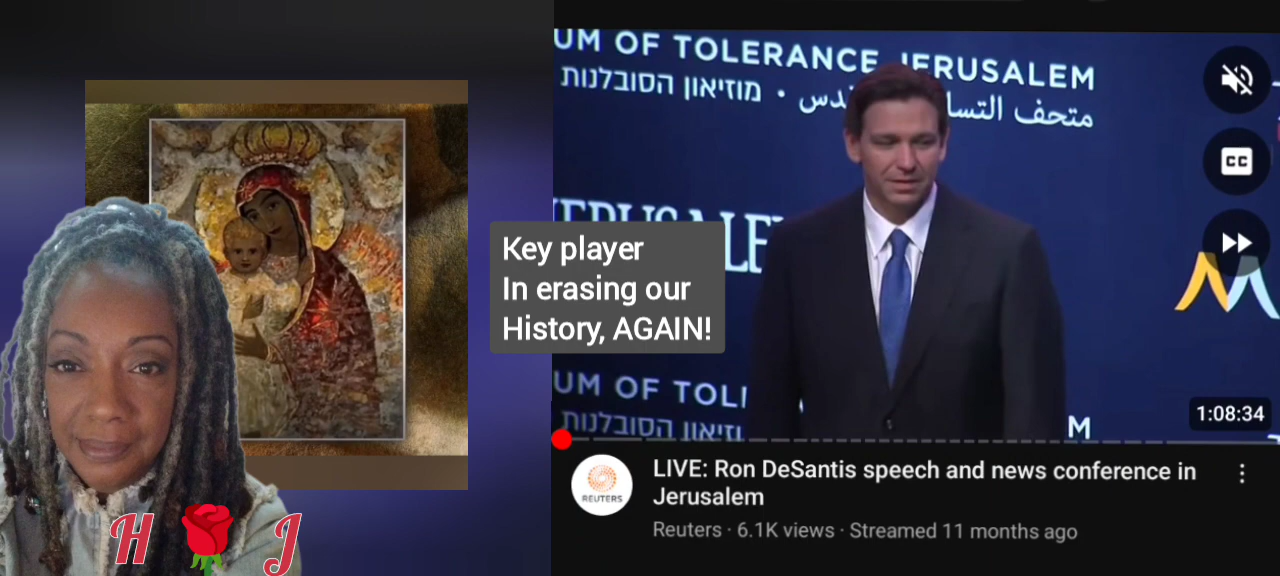 UM OF TOLERANCE JERUSALEM
מוזיאון הסובלנות •
متحف
Key player
In erasing our
History, AGAIN!
UM OF TOL
M
CC
1:08:34
H J
REUTERS
LIVE: Ron DeSantis speech and news conference in
Jerusalem
Reuters · 6.1K views · Streamed 11 months ago